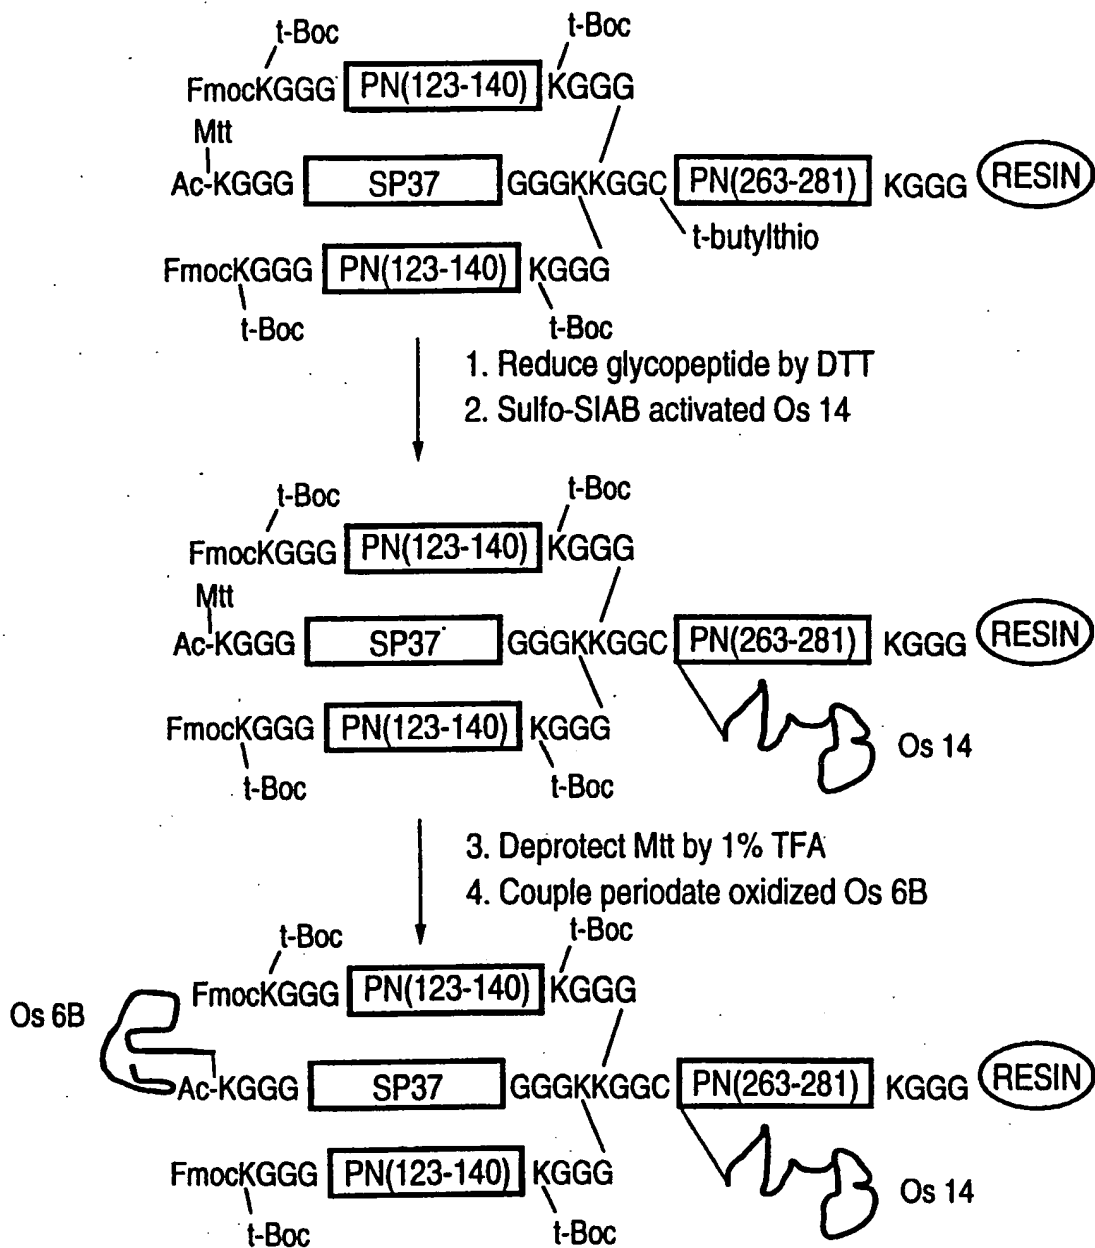 t-Boc t-Boc
FmocKGGG PN(123-140) KGGG
Mtt
Ac-KGGG SP37 GGGKKGGC PN(263-281) KGGG RESIN
t-butylthio
FmocKGGG PN(123-140) KGGG
t-Boc t-Boc
1. Reduce glycopeptide by DTT
2. Sulfo-SIAB activated Os 14
t-Boc t-Boc
FmocKGGG PN(123-140) KGGG
Mtt
Ac-KGGG SP37 GGGKKGGC PN(263-281) KGGG RESIN
FmocKGGG PN(123-140) KGGG
Os 14
t-Boc t-Boc
3. Deprotect Mtt by 1% TFA
4. Couple periodate oxidized Os 6B
t-Boc t-Boc
FmocKGGG PN(123-140) KGGG
Os 6B
Ac-KGGG SP37 GGGKKGGC PN(263-281) KGGG RESIN
FmocKGGG PN(123-140) KGGG
Os 14
t-Boc t-Boc